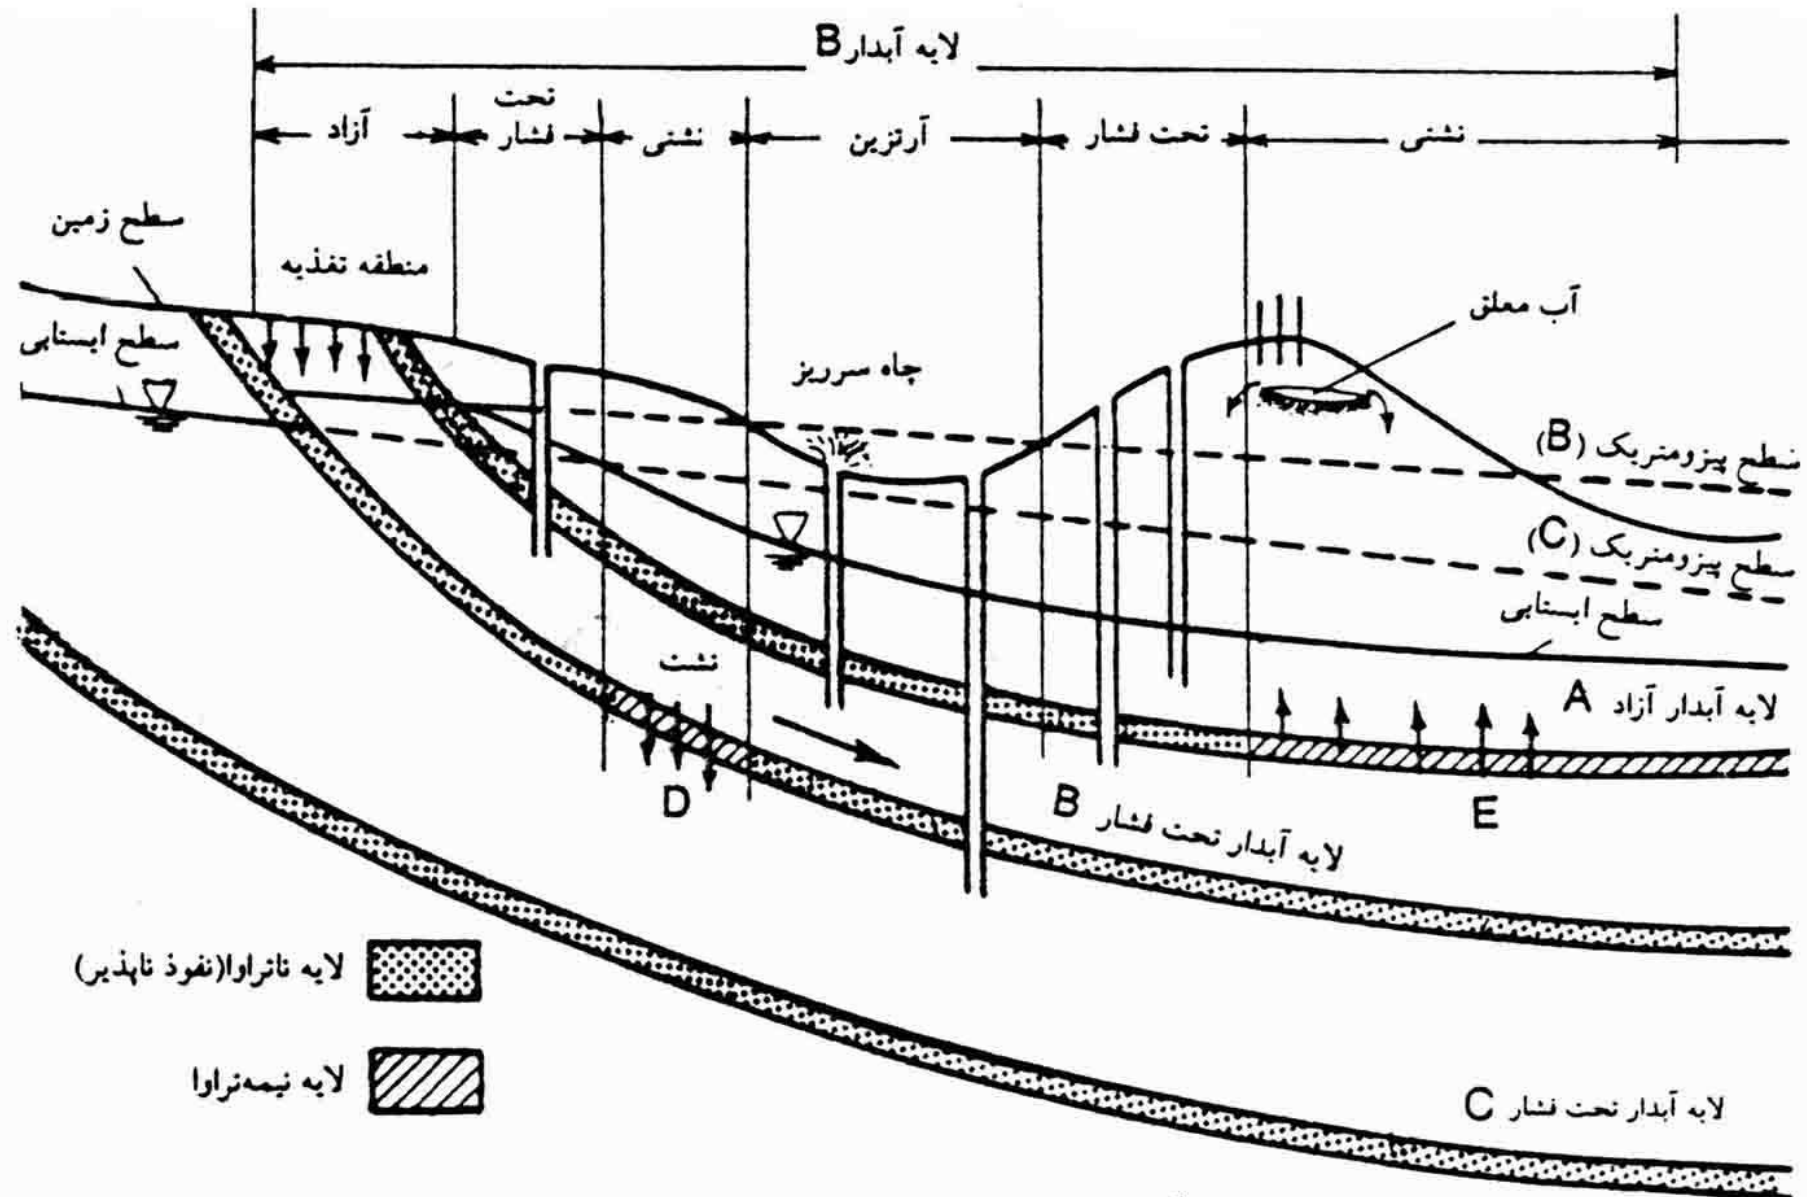 لایه آبدار B
آزاد
تحت
فشار
نشتی
آرتزین
تحت فشار
نشتی
سطح زمین
منطقه تغذیه
آب معلق
سطح ایستابی
چاه سرریز
سطح پیزومتریک (B)
سطح پیزومتریک (C)
سطح ایستابی
نشت
لایه آبدار آزاد A
D
لایه آبدار تحت فشار B
E
لایه ناتراوا(نفوذ ناپذیر)
لایه نیمه‌تراوا
لایه آبدار تحت فشار C